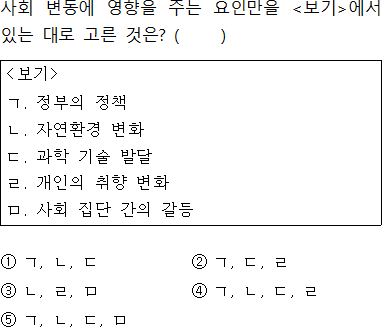 사회 변동에 영향을 주는 요인만을 <보기>에서
있는 대로 고른 것은? (    )
<보기>
ㄱ. 정부의 정책
ㄴ. 자연환경 변화
ㄷ. 과학 기술 발달
ㄹ. 개인의 취향 변화
ㅁ. 사회 집단 간의 갈등
① ㄱ, ㄴ, ㄷ ② ㄱ, ㄷ, ㄹ
③ ㄴ, ㄹ, ㅁ ④ ㄱ, ㄴ, ㄷ, ㄹ
⑤ ㄱ, ㄴ, ㄷ, ㅁ